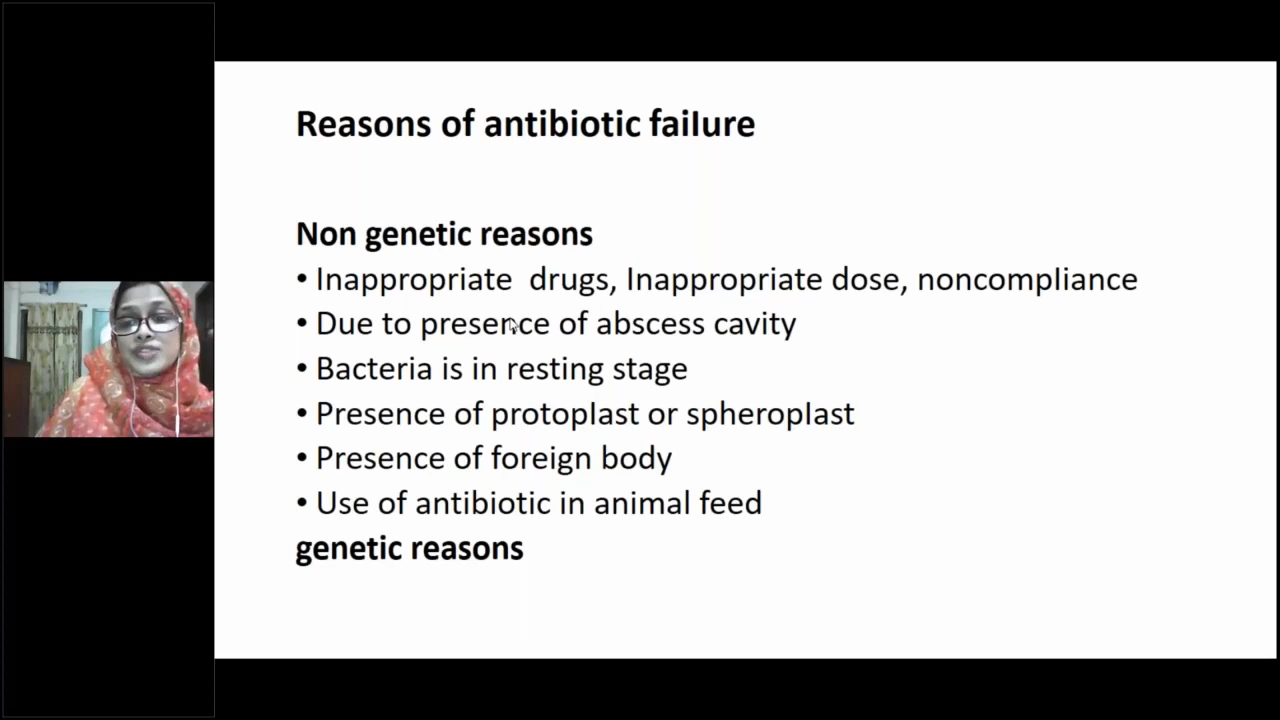 Reasons of antibiotic failure
Non genetic reasons
• Inappropriate drugs, Inappropriate dose, noncompliance
• Due to presence of abscess cavity
• Bacteria is in resting stage
• Presence of protoplast or spheroplast
• Presence of foreign body
• Use of antibiotic in animal feed
genetic reasons